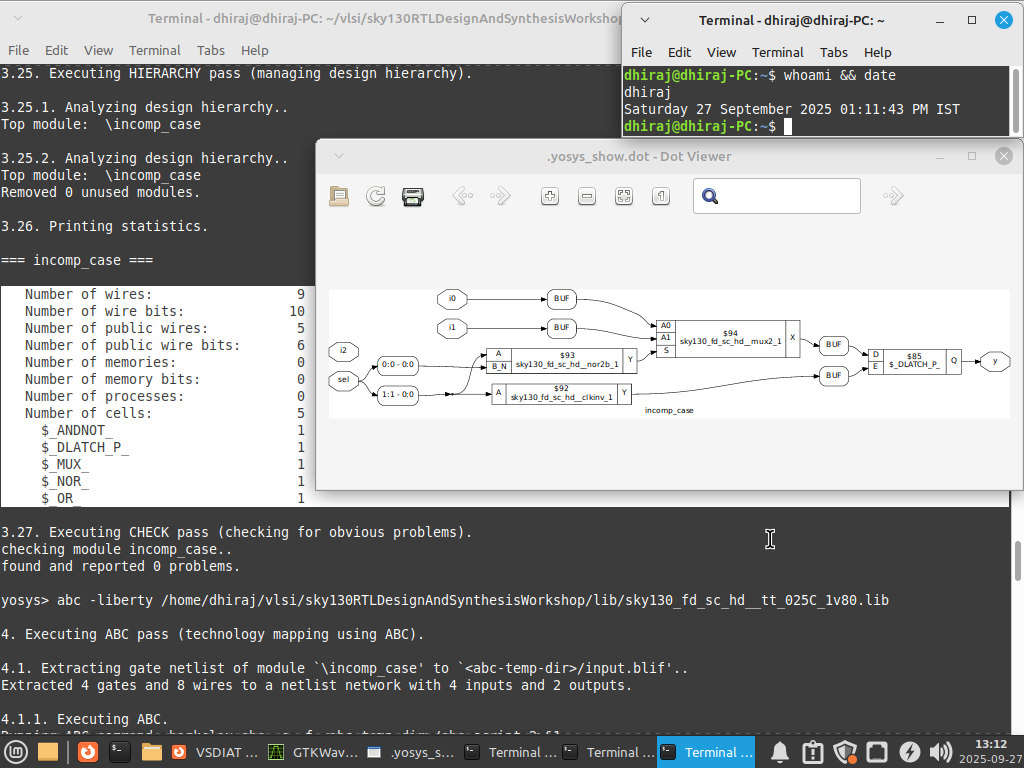 Terminal - dhiraj@dhiraj-PC: ~/vlsi/sky130RTLDesignAndSynthesisWorksho
File Edit View Terminal Tabs Help
3.25. Executing HIERARCHY pass (managing design hierarchy).
3.25.1. Analyzing design hierarchy..
Top module:  \incomp_case
3.25.2. Analyzing design hierarchy..
Top module:  \incomp_case
Removed 0 unused modules.
3.26. Printing statistics.
=== incomp_case ===
Number of wires: 9
Number of wire bits: 10
Number of public wires: 5
Number of public wire bits: 6
Number of memories: 0
Number of memory bits: 0
Number of processes: 0
Number of cells: 5
$_ANDNOT_ 1
$_DLATCH_P_ 1
$_MUX_ 1
$_NOR_ 1
$_OR_ 1
3.27. Executing CHECK pass (checking for obvious problems).
checking module incomp_case..
found and reported 0 problems.
yosys> abc -liberty /home/dhiraj/vlsi/sky130RTLDesignAndSynthesisWorkshop/lib/sky130_fd_sc_hd__tt_025C_1v80.lib
4. Executing ABC pass (technology mapping using ABC).
4.1. Extracting gate netlist of module `\incomp_case' to `<abc-temp-dir>/input.blif'..
Extracted 4 gates and 8 wires to a netlist network with 4 inputs and 2 outputs.
4.1.1. Executing ABC.
Terminal - dhiraj@dhiraj-PC: ~
File Edit View Terminal Tabs Help
dhiraj@dhiraj-PC:~$ whoami && date
dhiraj
Saturday 27 September 2025 01:11:43 PM IST
dhiraj@dhiraj-PC:~$
.yosys_show.dot - Dot Viewer
i0 BUF
i1 BUF
i2
sel
0:0 - 0:0
1:1 - 0:0
A
B_N
$93
sky130_fd_sc_hd__nor2b_1
Y
A
$92
sky130_fd_sc_hd__clkinv_1
Y
A0
A1
S
$94
sky130_fd_sc_hd__mux2_1
X
BUF
BUF
D
E
$85
$_DLATCH_P_
Q
y
incomp_case
VSDIAT ... GTKWav... .yosys_s... Terminal ... Terminal ... Terminal ...
13:12
2025-09-27